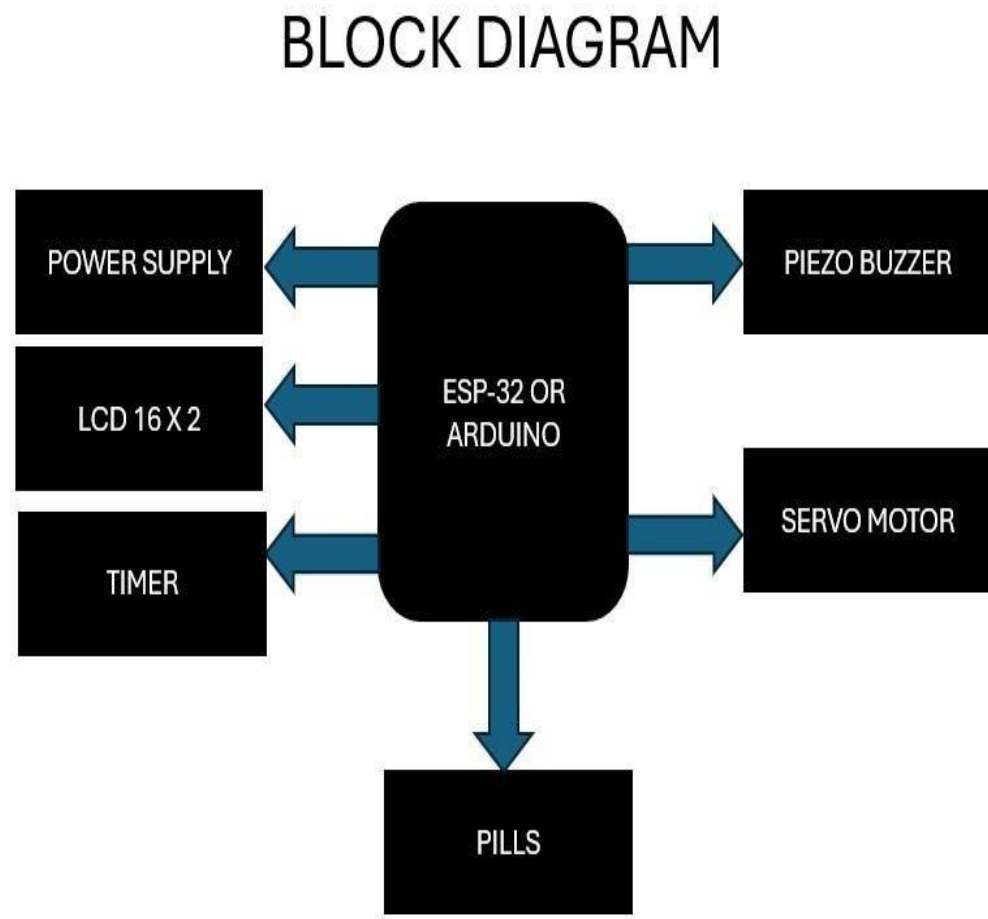 BLOCK DIAGRAM
POWER SUPPLY
LCD 16 X 2
TIMER
ESP-32 OR
ARDUINO
PIEZO BUZZER
SERVO MOTOR
PILLS